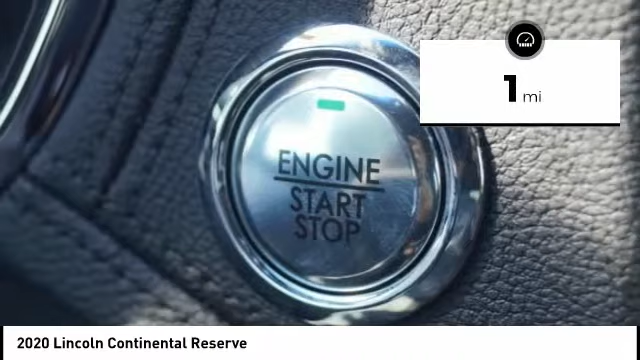 1 mi
ENGINE
START
STOP
2020 Lincoln Continental Reserve